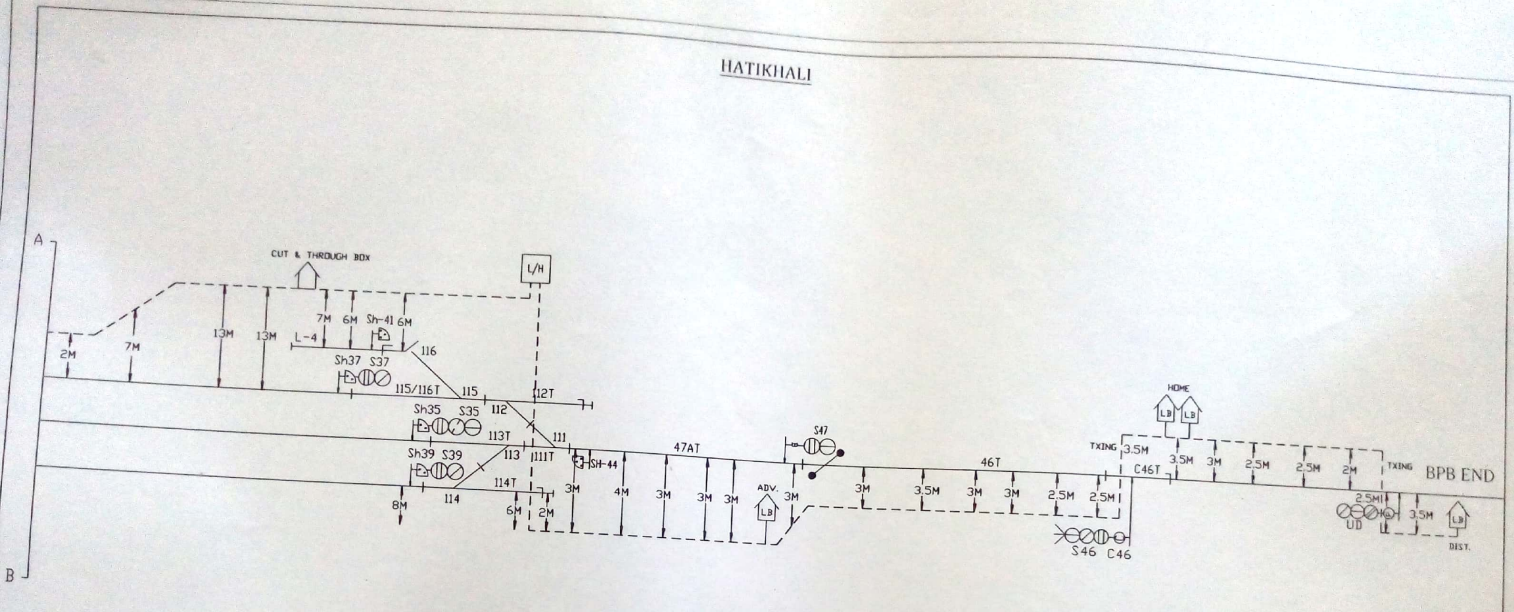 HATIKHALI
A
CUT & THROUGH BOX
L/H
2M
7M
13M
13M
7M
6M
Sh-41
6M
L-4
116
Sh37 S37
115/116T
115
112
12T
Sh35 S35
113T
113
111T
111
SH-44
Sh39 S39
114
114T
8M
6M
2M
3M
4M
3M
3M
3M
47AT
ADV.
LB
3M
S47
3M
3.5M
3M
3M
2.5M
2.5M
46T
C46T
S46 C46
TXING
HOME
LB
LB
3.5M
3.5M
3M
2.5M
2.5M
2M
TXING
BPB END
2.5M
UD
3.5M
LB
DIST.
B